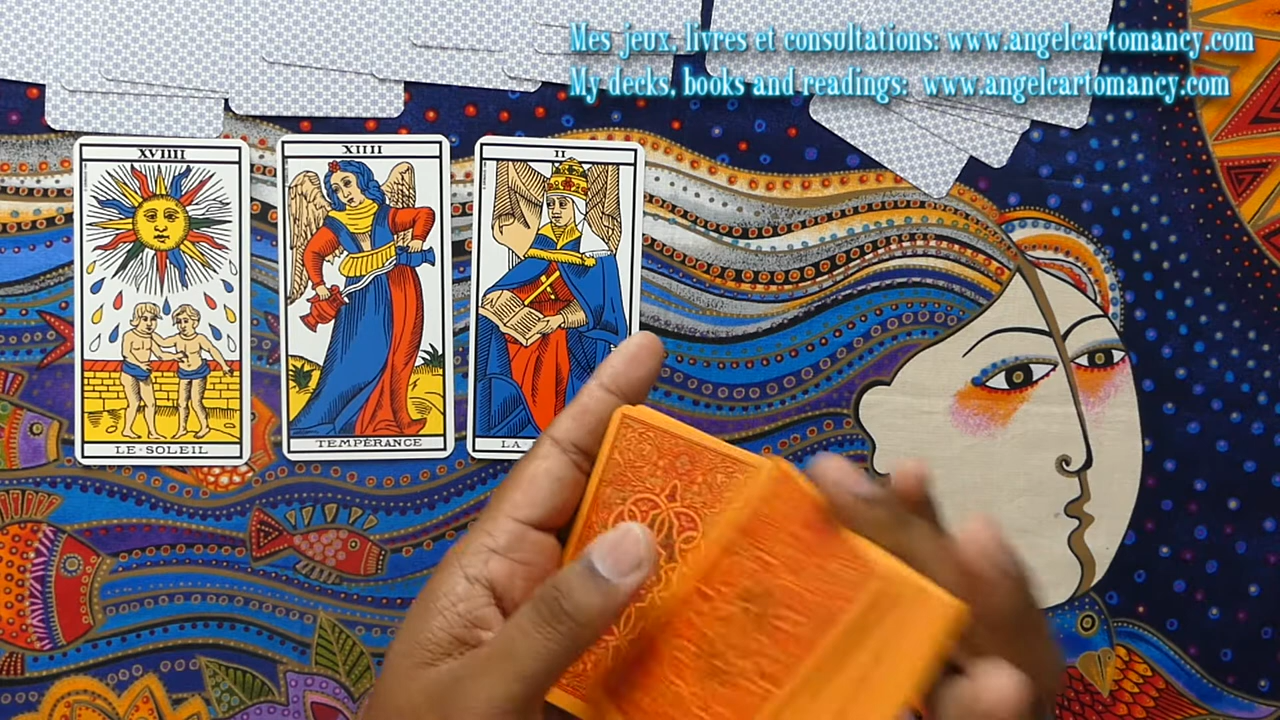 Mes jeux, livres et consultations: www.angelcartomancy.com
My decks, books and readings: www.angelcartomancy.com
XVIIII
XIIII
II
LE·SOLEIL
TEMPÉRANCE
LA